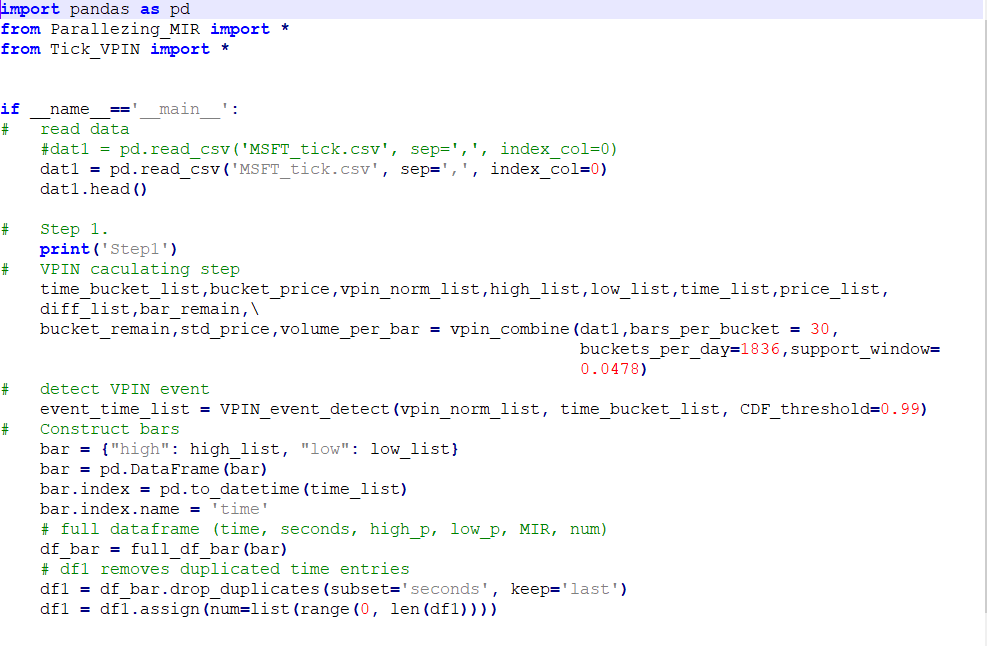 import pandas as pd
from Parallezing_MIR import *
from Tick_VPIN import *
if __name__=='__main__':
#   read data
    #dat1 = pd.read_csv('MSFT_tick.csv', sep=',', index_col=0)
    dat1 = pd.read_csv('MSFT_tick.csv', sep=',', index_col=0)
    dat1.head()
#   Step 1.
    print('Step1')
#   VPIN caculating step
    time_bucket_list,bucket_price,vpin_norm_list,high_list,low_list,time_list,price_list,
    diff_list,bar_remain,\
    bucket_remain,std_price,volume_per_bar = vpin_combine(dat1,bars_per_bucket = 30,
                                                          buckets_per_day=1836,support_window=
                                                          0.0478)
#   detect VPIN event
    event_time_list = VPIN_event_detect(vpin_norm_list, time_bucket_list, CDF_threshold=0.99)
#   Construct bars
    bar = {"high": high_list, "low": low_list}
    bar = pd.DataFrame(bar)
    bar.index = pd.to_datetime(time_list)
    bar.index.name = 'time'
    # full dataframe (time, seconds, high_p, low_p, MIR, num)
    df_bar = full_df_bar(bar)
    # df1 removes duplicated time entries
    df1 = df_bar.drop_duplicates(subset='seconds', keep='last')
    df1 = df1.assign(num=list(range(0, len(df1))))